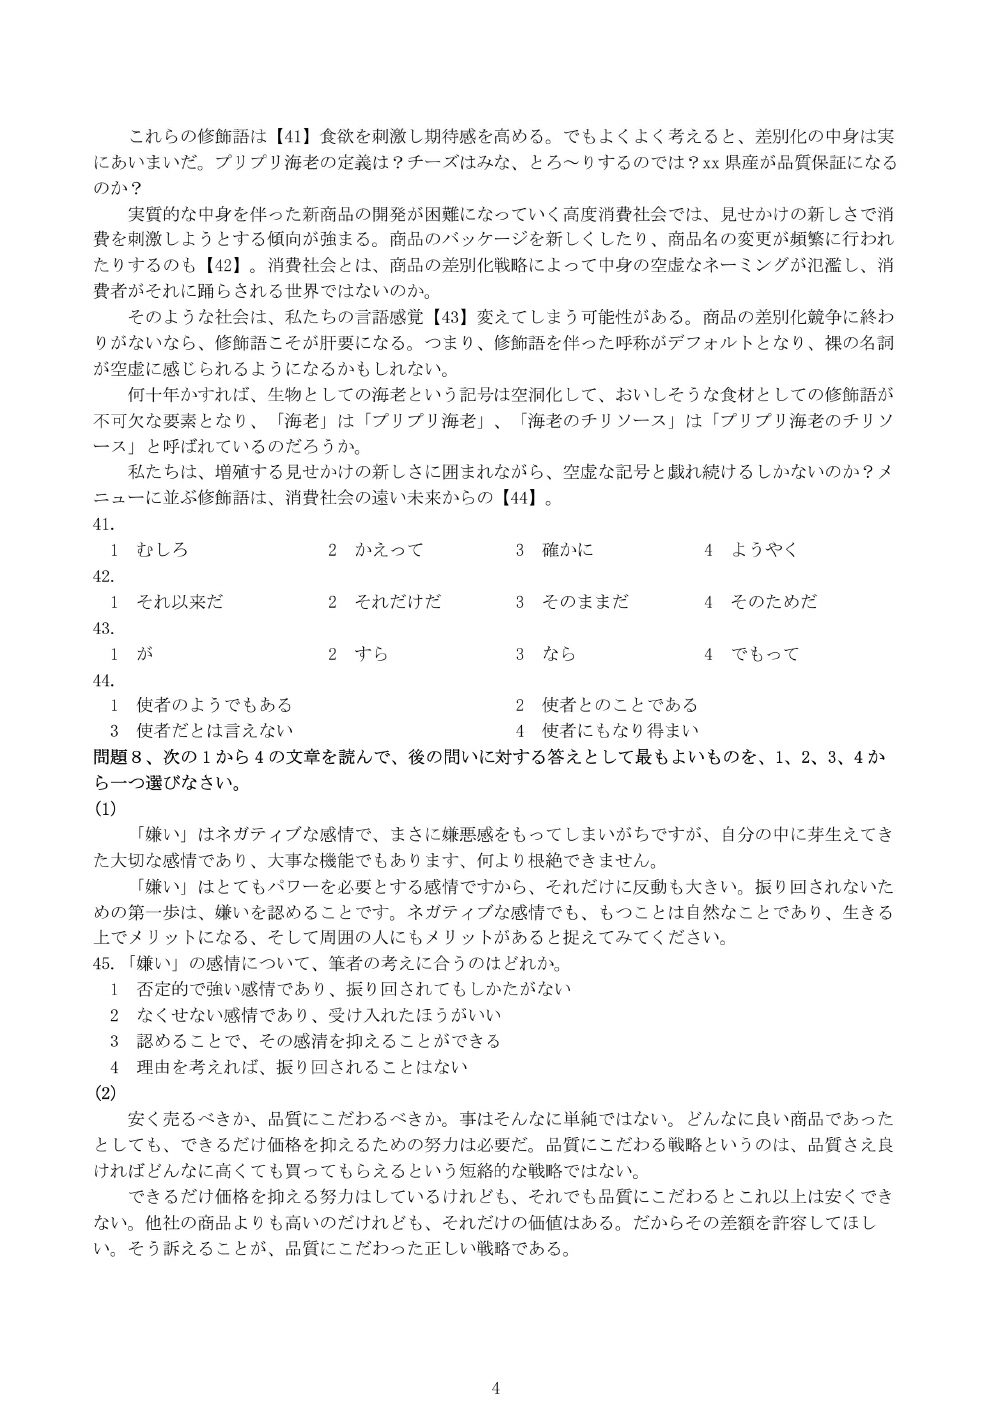 これらの修飾語は【41】食欲を刺激し期待感を高める。でもよくよく考えると、差別化の中身は実
にあいまいだ。プリプリ海老の定義は？チーズはみな、とろ～りするのでは？xx 県産が品質保証になる
のか？
実質的な中身を伴った新商品の開発が困難になっていく高度消費社会では、見せかけの新しさで消
費を刺激しようとする傾向が強まる。商品のバッケージを新しくしたり、商品名の変更が頻繁に行われ
たりするのも【42】。消費社会とは、商品の差別化戦略によって中身の空虚なネーミングが氾濫し、消
費者がそれに踊らされる世界ではないのか。
そのような社会は、私たちの言語感覚【43】変えてしまう可能性がある。商品の差別化競争に終わ
りがないなら、修飾語こそが肝要になる。つまり、修飾語を伴った呼称がデフォルトとなり、裸の名詞
が空虚に感じられるようになるかもしれない。
何十年かすれば、生物としての海老という記号は空洞化して、おいしそうな食材としての修飾語が
不可欠な要素となり、「海老」は「プリプリ海老」、「海老のチリソース」は「プリプリ海老のチリソ
ース」と呼ばれているのだろうか。
私たちは、増殖する見せかけの新しさに囲まれながら、空虚な記号と戯れ続けるしかないのか？メ
ニューに並ぶ修飾語は、消費社会の遠い未来からの【44】。
41.
1 むしろ 2 かえって 3 確かに 4 ようやく
42.
1 それ以来だ 2 それだけだ 3 そのままだ 4 そのためだ
43.
1 が 2 すら 3 なら 4 でもって
44.
1 使者のようでもある 2 使者とのことである
3 使者だとは言えない 4 使者にもなり得まい
問題８、次の 1 から 4 の文章を読んで、後の問いに対する答えとして最もよいものを、1、2、3、4 か
ら一つ選びなさい。
(1)
「嫌い」はネガティブな感情で、まさに嫌悪感をもってしまいがちですが、自分の中に芽生えてき
た大切な感情であり、大事な機能でもあります、何より根絶できません。
「嫌い」はとてもパワーを必要とする感情ですから、それだけに反動も大きい。振り回されないた
めの第一歩は、嫌いを認めることです。ネガティブな感情でも、もつことは自然なことであり、生きる
上でメリットになる、そして周囲の人にもメリットがあると捉えてみてください。
45.「嫌い」の感情について、筆者の考えに合うのはどれか。
1 否定的で強い感情であり、振り回されてもしかたがない
2 なくせない感情であり、受け入れたほうがいい
3 認めることで、その感清を抑えることができる
4 理由を考えれば、振り回されることはない
(2)
安く売るべきか、品質にこだわるべきか。事はそんなに単純ではない。どんなに良い商品であった
としても、できるだけ価格を抑えるための努力は必要だ。品質にこだわる戦略というのは、品質さえ良
ければどんなに高くても買ってもらえるという短絡的な戦略ではない。
できるだけ価格を抑える努力はしているけれども、それでも品質にこだわるとこれ以上は安くでき
ない。他社の商品よりも高いのだけれども、それだけの価値はある。だからその差額を許容してほし
い。そう訴えることが、品質にこだわった正しい戦略である。
4